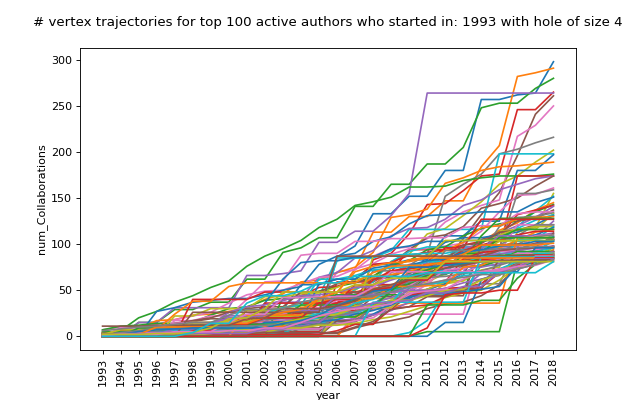 # vertex trajectories for top 100 active authors who started in: 1993 with hole of size 4
300
250
200
150
100
50
0
num_Collaborations
1993 1994 1995 1996 1997 1998 1999 2000 2001 2002 2003 2004 2005 2006 2007 2008 2009 2010 2011 2012 2013 2014 2015 2016 2017 2018
year